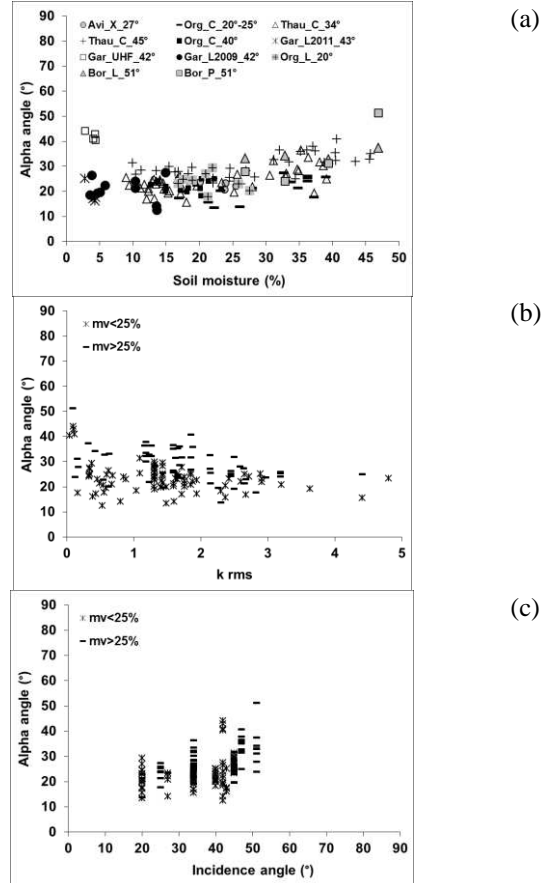 (a)
Alpha angle (°)
90
80
70
60
50
40
30
20
10
0
Avi_X_27° Org_C_20°-25° Thau_C_34°
Thau_C_45° Org_C_40° Gar_L2011_43°
Gar_UHF_42° Gar_L2009_42° Org_L_20°
Bor_L_51° Bor_P_51°
0 5 10 15 20 25 30 35 40 45 50
Soil moisture (%)
(b)
Alpha angle (°)
90
80
70
60
50
40
30
20
10
0
mv<25%
mv>25%
0 1 2 3 4 5
k rms
(c)
Alpha angle (°)
90
80
70
60
50
40
30
20
10
0
mv<25%
mv>25%
0 10 20 30 40 50 60 70 80 90
Incidence angle (°)